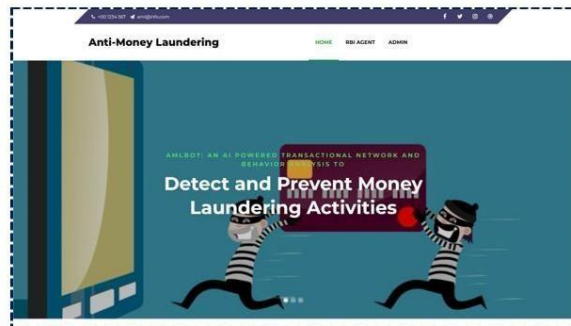 Anti-Money Laundering
HOME RBI AGENT ADMIN
AMLBOT: AN AI POWERED TRANSACTIONAL NETWORK AND
BEHAVIOR ANALYSIS TO
Detect and Prevent Money
Laundering Activities